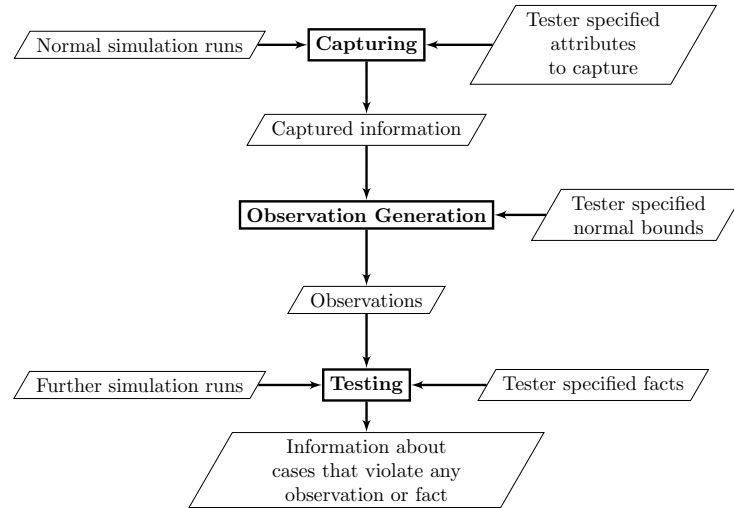 Normal simulation runs
Capturing
Tester specified
attributes
to capture
Captured information
Observation Generation
Tester specified
normal bounds
Observations
Further simulation runs
Testing
Tester specified facts
Information about
cases that violate any
observation or fact